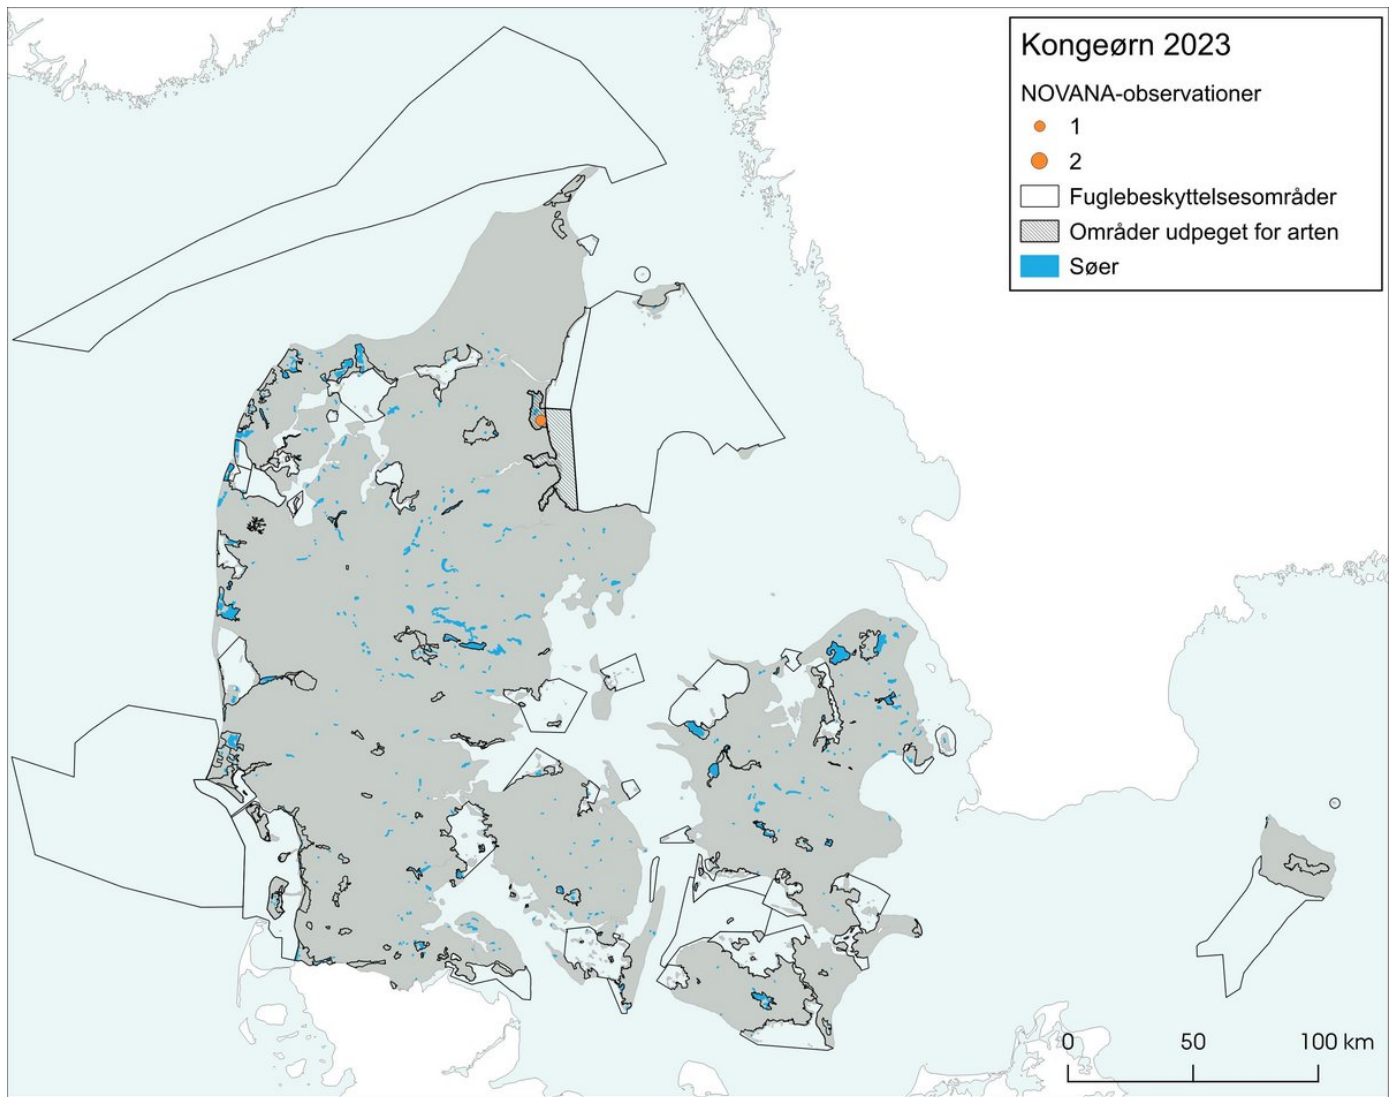 Kongeørn 2023
NOVANA-observationer
1
2
Fuglebeskyttelsesområder
Områder udpeget for arten
Søer
0 50 100 km